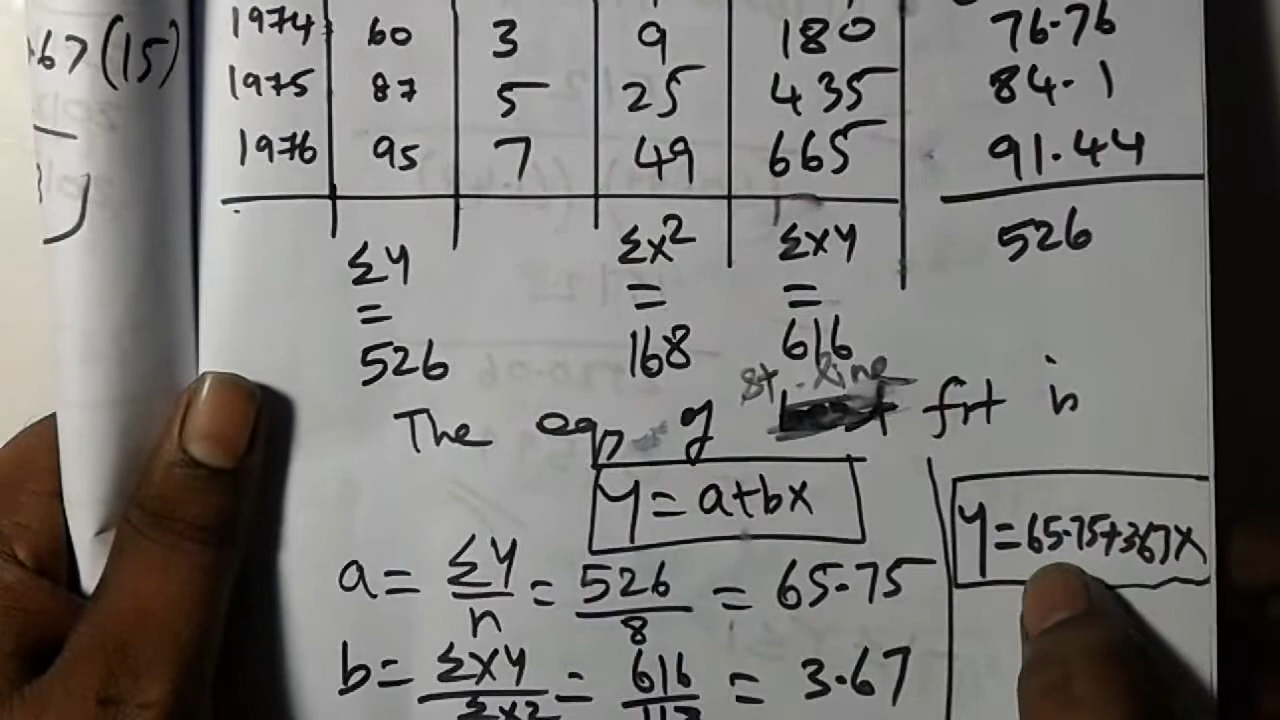 .67 (15)
1974 60 3 9 180 76.76
1975 87 5 25 435 84.1
1976 95 7 49 665 91.44
Σy Σx² Σxy 526
= = =
526 168 616
st. line
The eqn of fit is
y = a+bx
y = 65.75+3.67x
a = Σy/n = 526/8 = 65.75
b = Σxy/Σx² = 616/ = 3.67